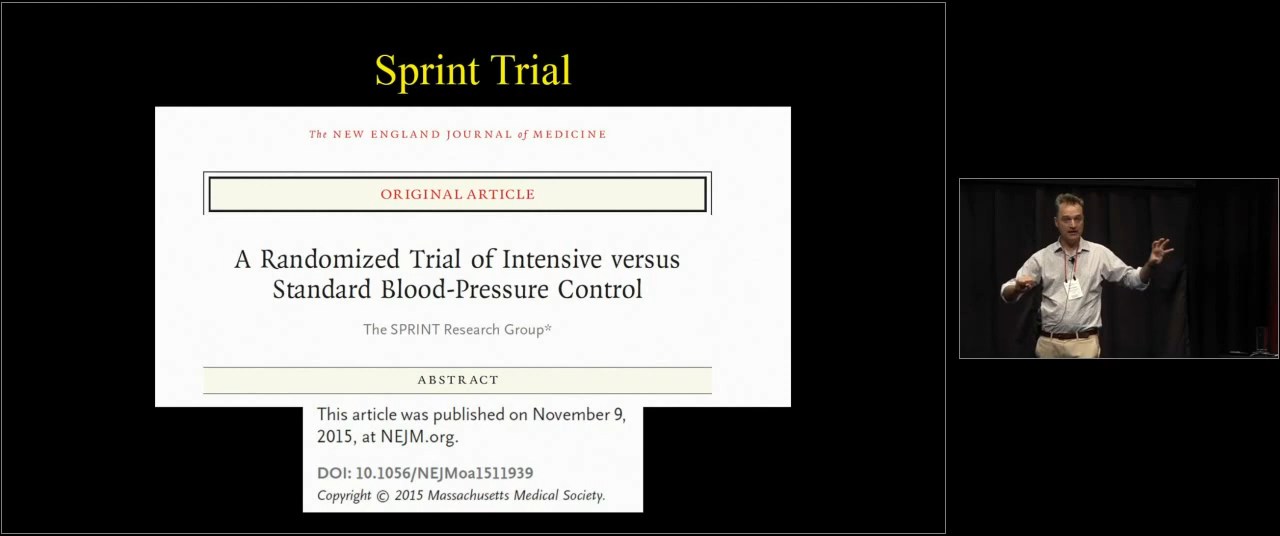 Sprint Trial
The NEW ENGLAND JOURNAL of MEDICINE
ORIGINAL ARTICLE
A Randomized Trial of Intensive versus
Standard Blood-Pressure Control
The SPRINT Research Group*
ABSTRACT
This article was published on November 9,
2015, at NEJM.org.
DOI: 10.1056/NEJMoa1511939
Copyright © 2015 Massachusetts Medical Society.